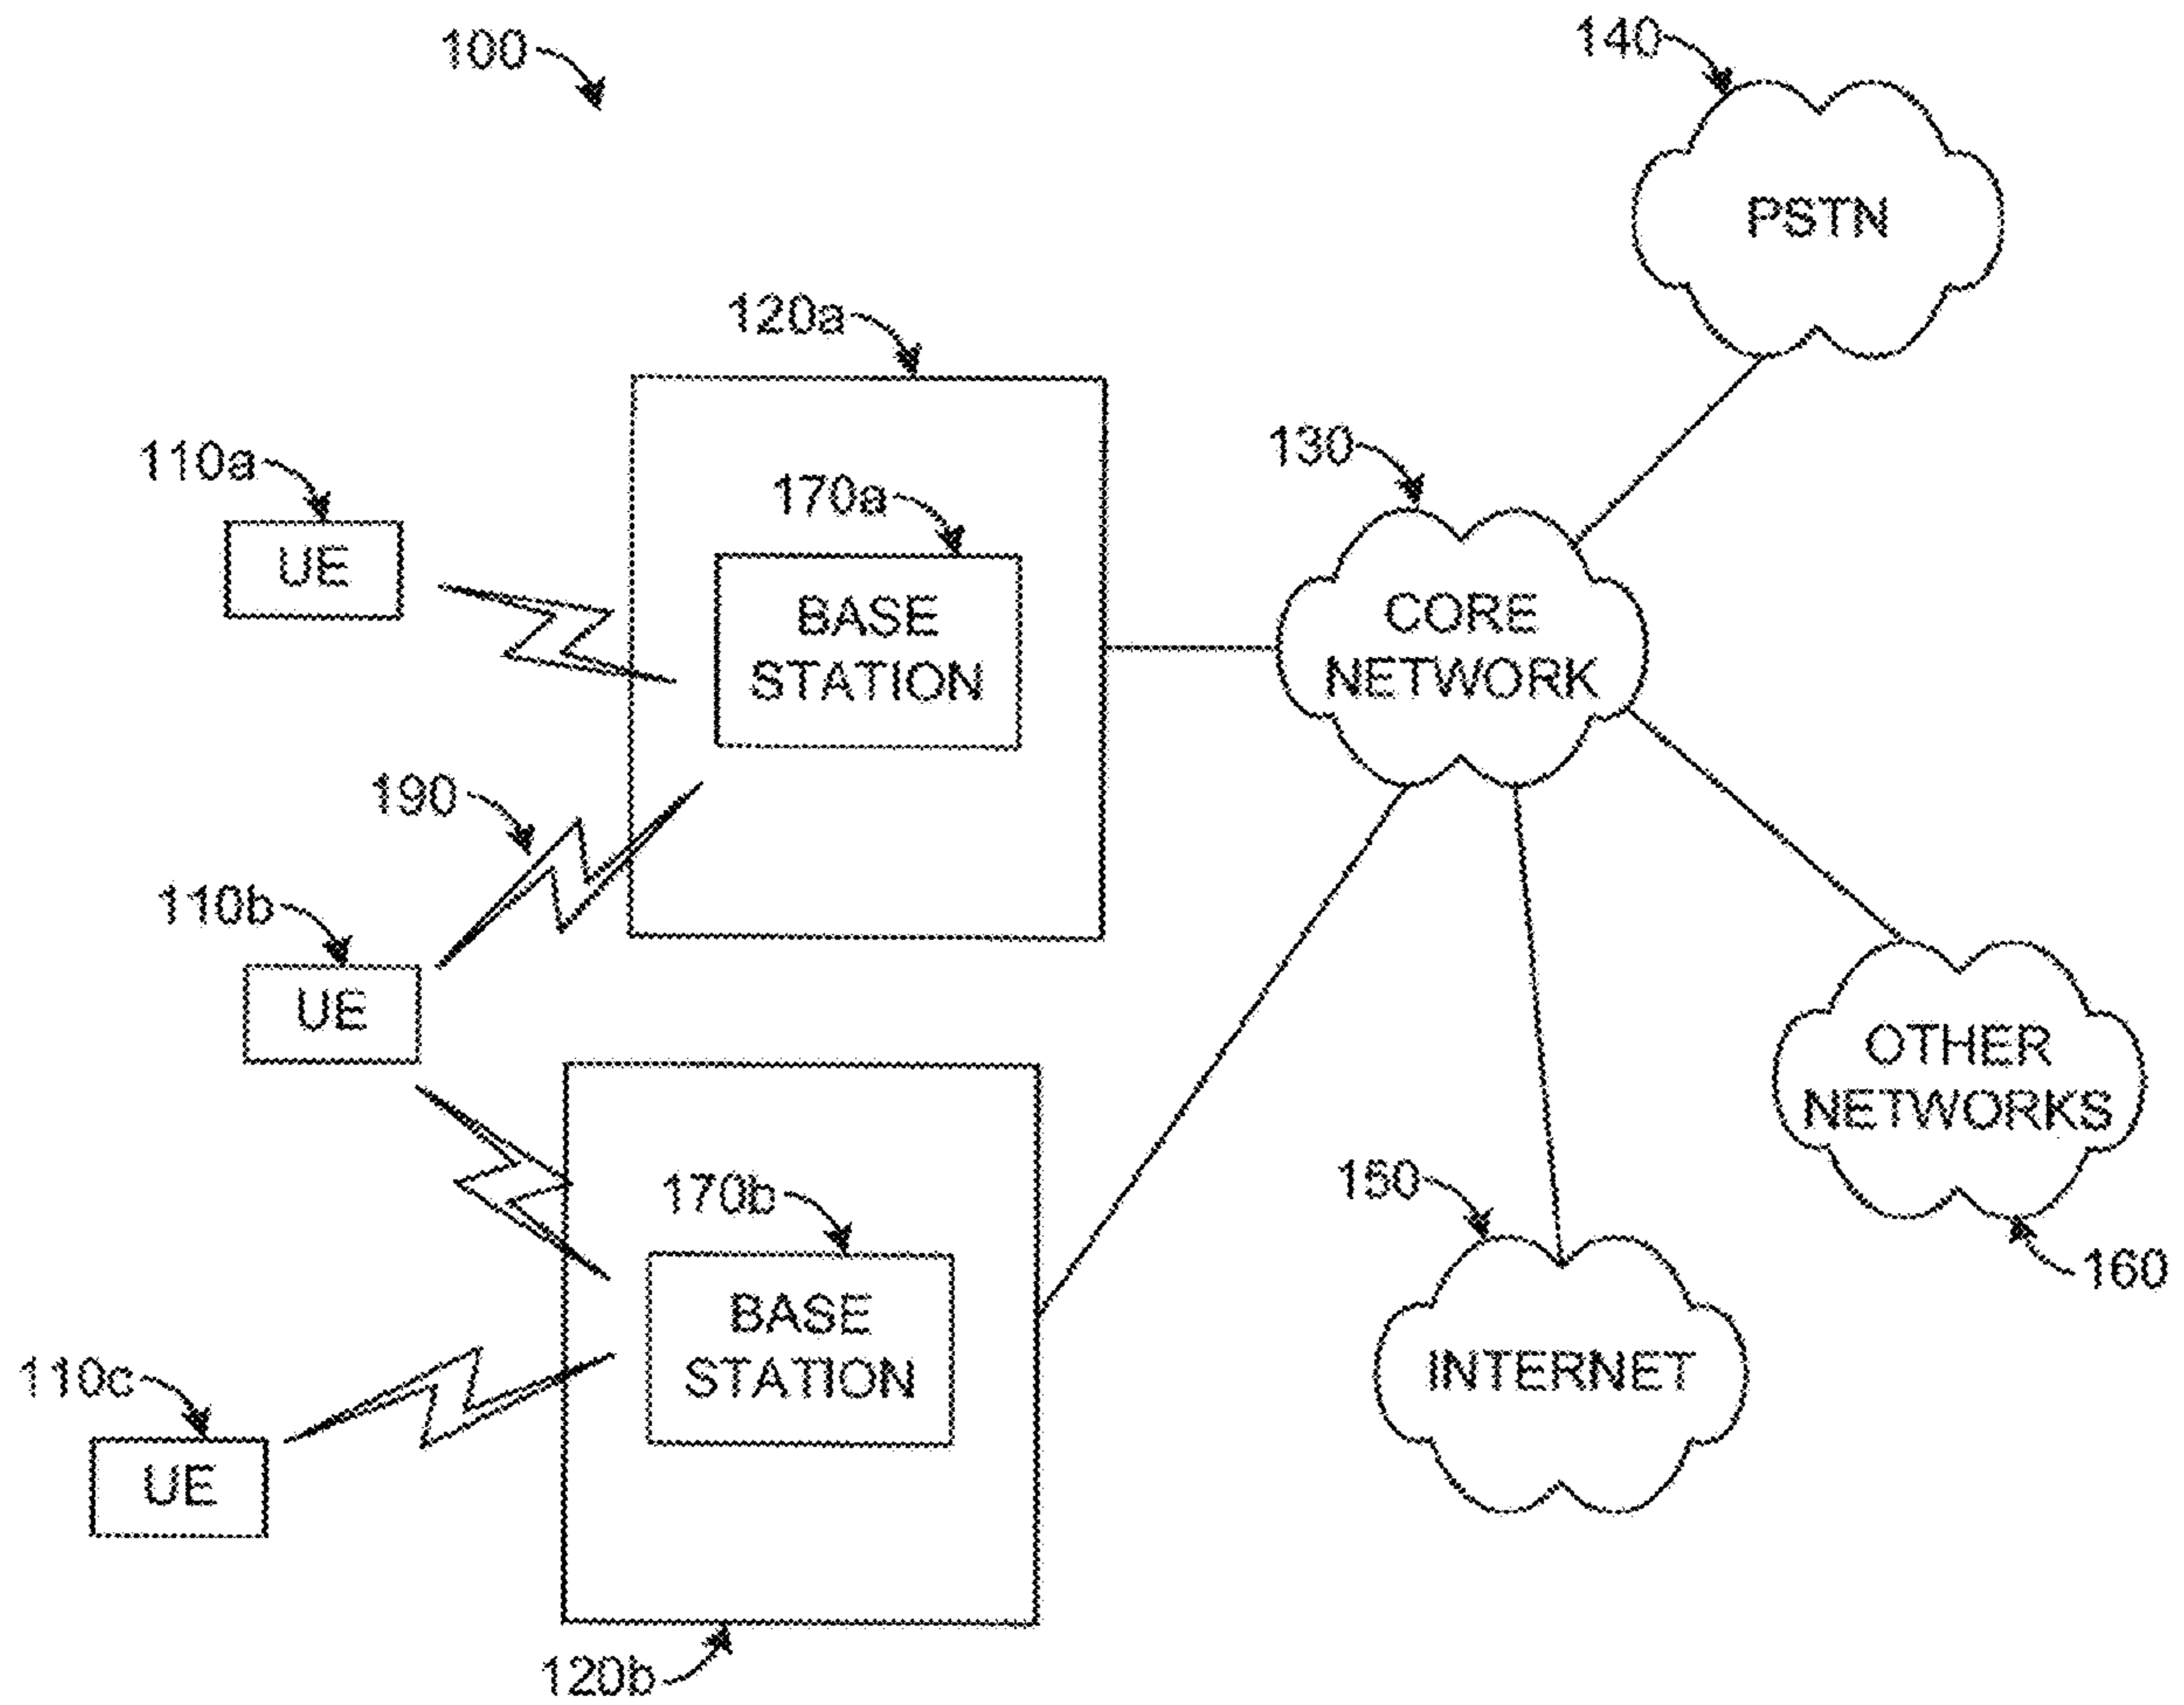 100
140
PSTN
120a
110a
UE
170a
BASE
STATION
130
CORE
NETWORK
190
110b
UE
OTHER
NETWORKS
160
150
INTERNET
170b
BASE
STATION
110c
UE
120b